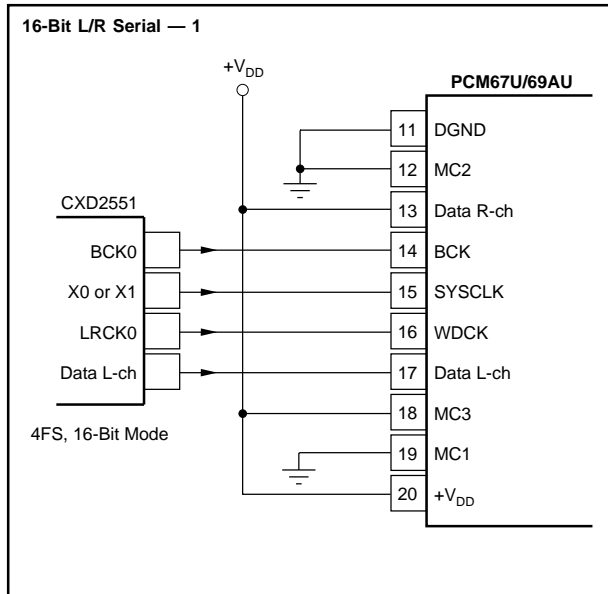 16-Bit L/R Serial — 1
+VDD
PCM67U/69AU
11 DGND
12 MC2
CXD2551
13 Data R-ch
BCK0 14 BCK
X0 or X1 15 SYSCLK
LRCK0 16 WDCK
Data L-ch 17 Data L-ch
18 MC3
4FS, 16-Bit Mode
19 MC1
20 +VDD